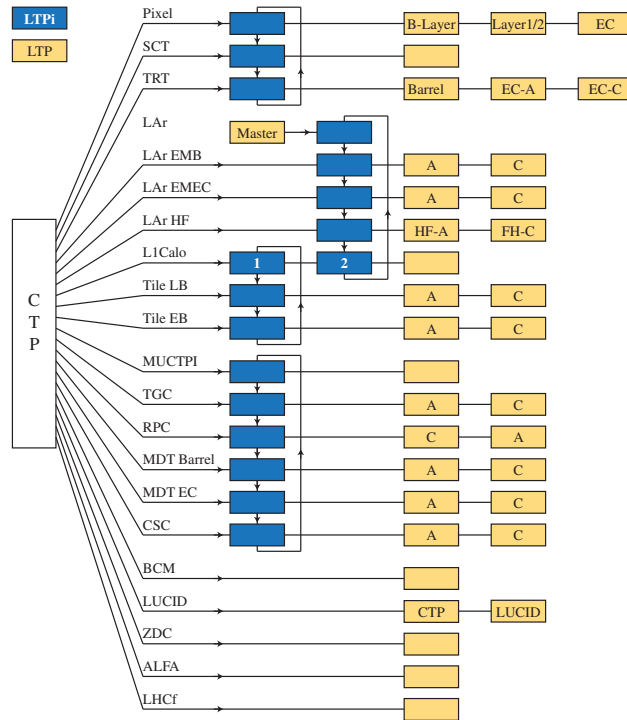 LTPi
LTP
Pixel B-Layer Layer1/2 EC
SCT
TRT Barrel EC-A EC-C
LAr Master
LAr EMB A C
LAr EMEC A C
LAr HF HF-A FH-C
L1Calo 1 2
Tile LB A C
Tile EB A C
C
T
P
MUCTPI
TGC A C
RPC C A
MDT Barrel A C
MDT EC A C
CSC A C
BCM
LUCID CTP LUCID
ZDC
ALFA
LHCf